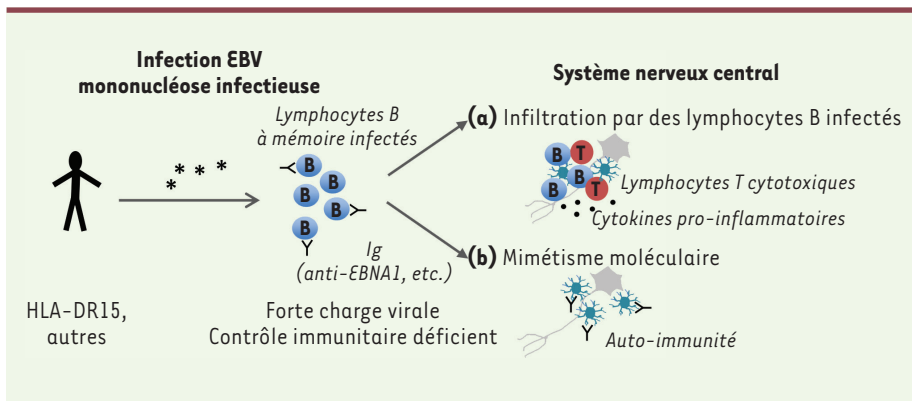 Infection EBV
mononucléose infectieuse
Système nerveux central
Lymphocytes B
à mémoire infectés
(a) Infiltration par des lymphocytes B infectés
B
B
B
B
B
B T
B
B T
Lymphocytes T cytotoxiques
Cytokines pro-inflammatoires
Ig
(anti-EBNA1, etc.)
(b) Mimétisme moléculaire
HLA-DR15,
autres
Forte charge virale
Contrôle immunitaire déficient
Auto-immunité